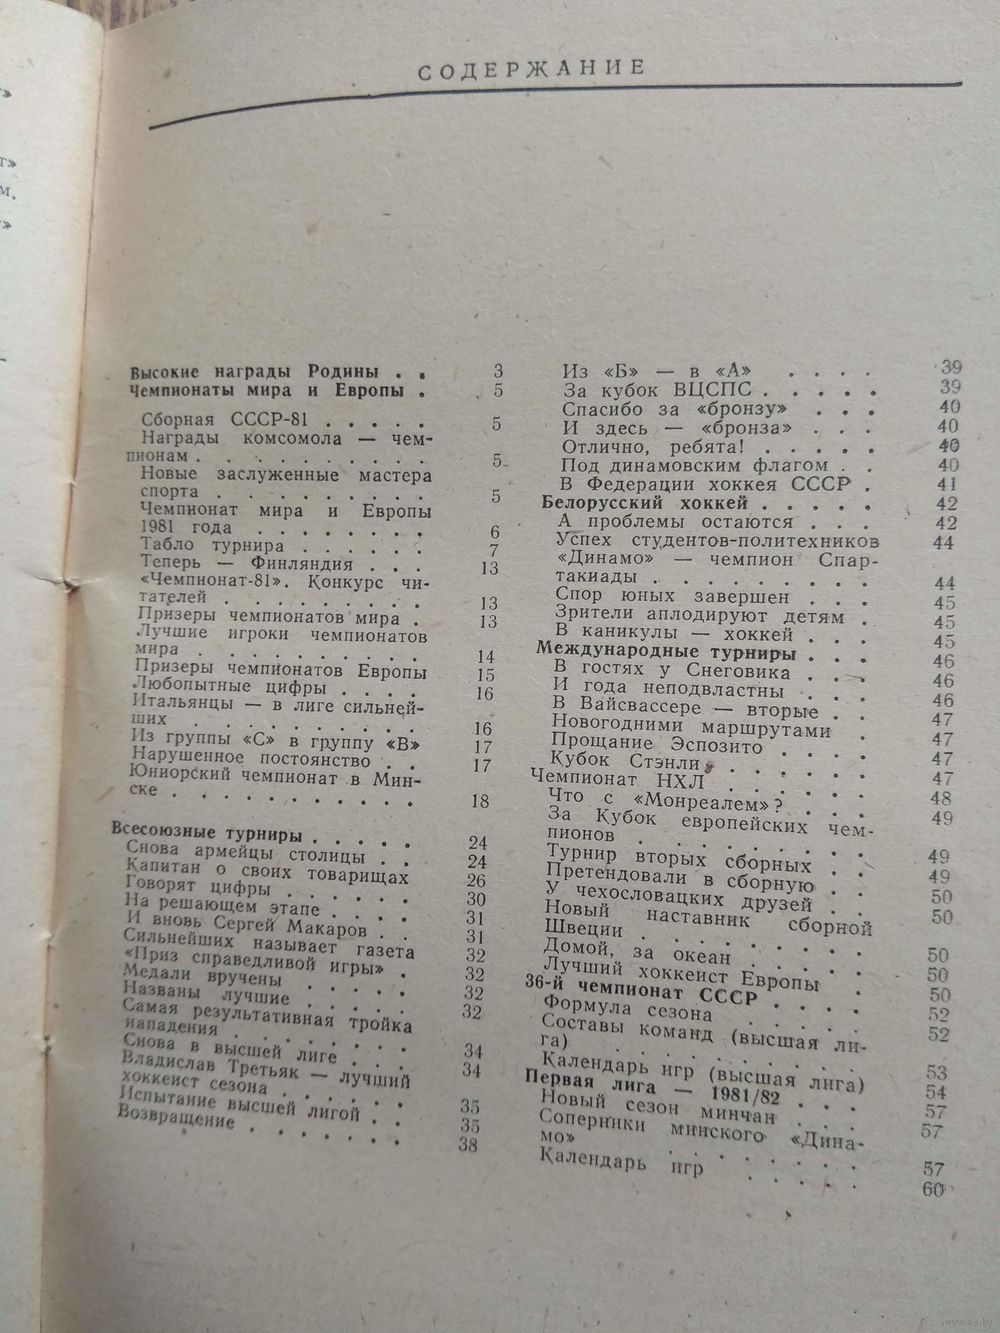 СОДЕРЖАНИЕ
»
т»
м.
»
Высокие награды Родины . . 3
Чемпионаты мира и Европы . 5
Сборная СССР-81 . . . . . 5
Награды комсомола — чем-
пионам . . . . . . . . . 5
Новые заслуженные мастера
спорта . . . . . . . . . 5
Чемпионат мира и Европы
1981 года . . . . . . . 6
Табло турнира . . . . . . 7
Теперь — Финляндия . . . 13
«Чемпионат-81». Конкурс чи-
тателей . . . . . . . . 13
Призеры чемпионатов мира . 13
Лучшие игроки чемпионатов
мира . . . . . . . . . 14
Призеры чемпионатов Европы 15
Любопытные цифры . . . . 16
Итальянцы — в лиге сильней-
ших . . . . . . . . . 16
Из группы «С» в группу «В» 17
Нарушенное постоянство . . 17
Юниорский чемпионат в Мин-
ске . . . . . . . . . . 18
Всесоюзные турниры . . . . . 24
Снова армейцы столицы . . 24
Капитан о своих товарищах 26
Говорят цифры . . . . . 30
На решающем этапе . . . . 31
И вновь Сергей Макаров . . 31
Сильнейших называет газета 32
«Приз справедливой игры» . 32
Медали вручены . . . . . 32
Названы лучшие . . . . 32
Самая результативная тройка
нападения . . . . . . . 34
Снова в высшей лиге . . . 34
Владислав Третьяк — лучший
хоккеист сезона . . . . . 35
Испытание высшей лигой . . 35
Возвращение . . . . . . 38
Из «Б» — в «А» . . . . 39
За кубок ВЦСПС . . . . . 39
Спасибо за «бронзу» . . . 40
И здесь — «бронза» . . . 40
Отлично, ребята! . . . . . 40
Под динамовским флагом . . 40
В Федерации хоккея СССР . 41
Белорусский хоккей . . . . . 42
А проблемы остаются . . . 42
Успех студентов-политехников 44
«Динамо» — чемпион Спар-
такиады . . . . . . . . 44
Спор юных завершен . . . 45
Зрители аплодируют детям . 45
В каникулы — хоккей . . . 45
Международные турниры . . . 46
В гостях у Снеговика . . . 46
И года неподвластны . . . 46
В Вайсвассере — вторые . . 47
Новогодними маршрутами . 47
Прощание Эспозито . . . . 47
Кубок Стэнли . . . . . . 47
Чемпионат НХЛ . . . . . . 48
Что с «Монреалем»? . . . 49
За Кубок европейских чем-
пионов . . . . . . . . 49
Турнир вторых сборных . . 49
Претендовали в сборную . . 50
У чехословацких друзей . . 50
Новый наставник сборной
Швеции . . . . . . . . 50
Домой, за океан . . . . . 50
Лучший хоккеист Европы . 50
36-й чемпионат СССР . . . . 52
Формула сезона . . . . . 52
Составы команд (высшая ли-
га) . . . . . . . . . 53
Календарь игр (высшая лига) 54
Первая лига — 1981/82 . . . 57
Новый сезон минчан . . . 57
Соперники минского «Дина-
мо» . . . . . . . . . 57
Календарь игр . . . . . 60
www.ay.by